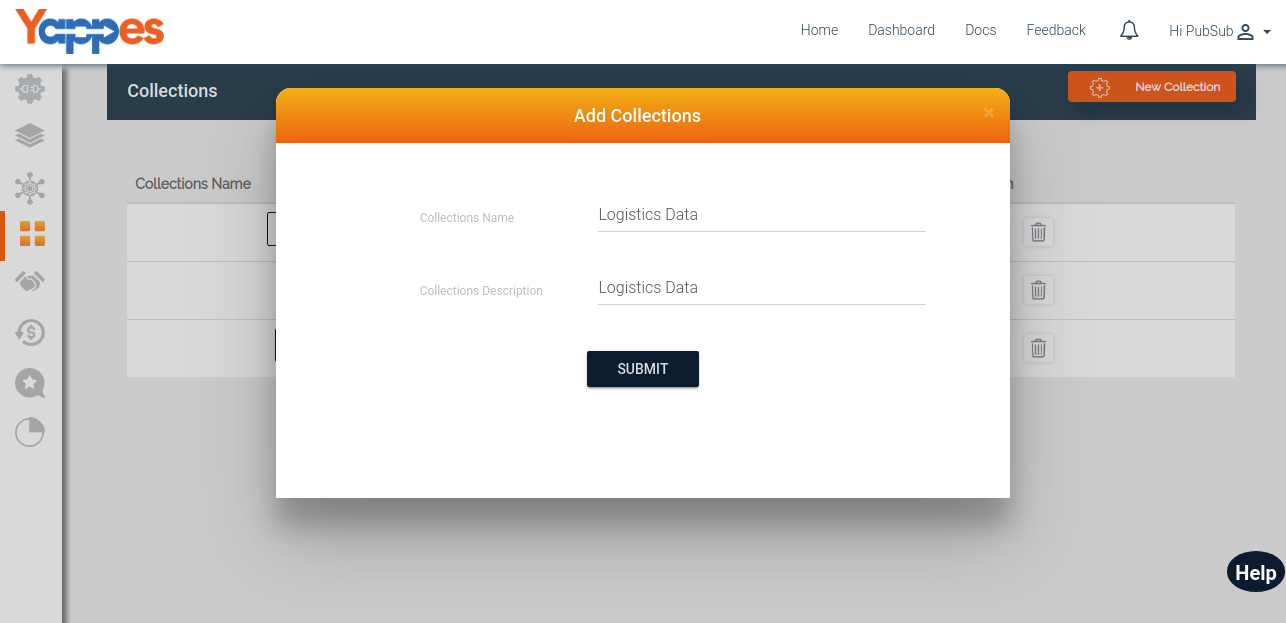 Yappes
Home Dashboard Docs Feedback Hi PubSub
Collections
New Collection
Add Collections
×
Collections Name
Collections Name Logistics Data
Collections Description Logistics Data
SUBMIT
Help